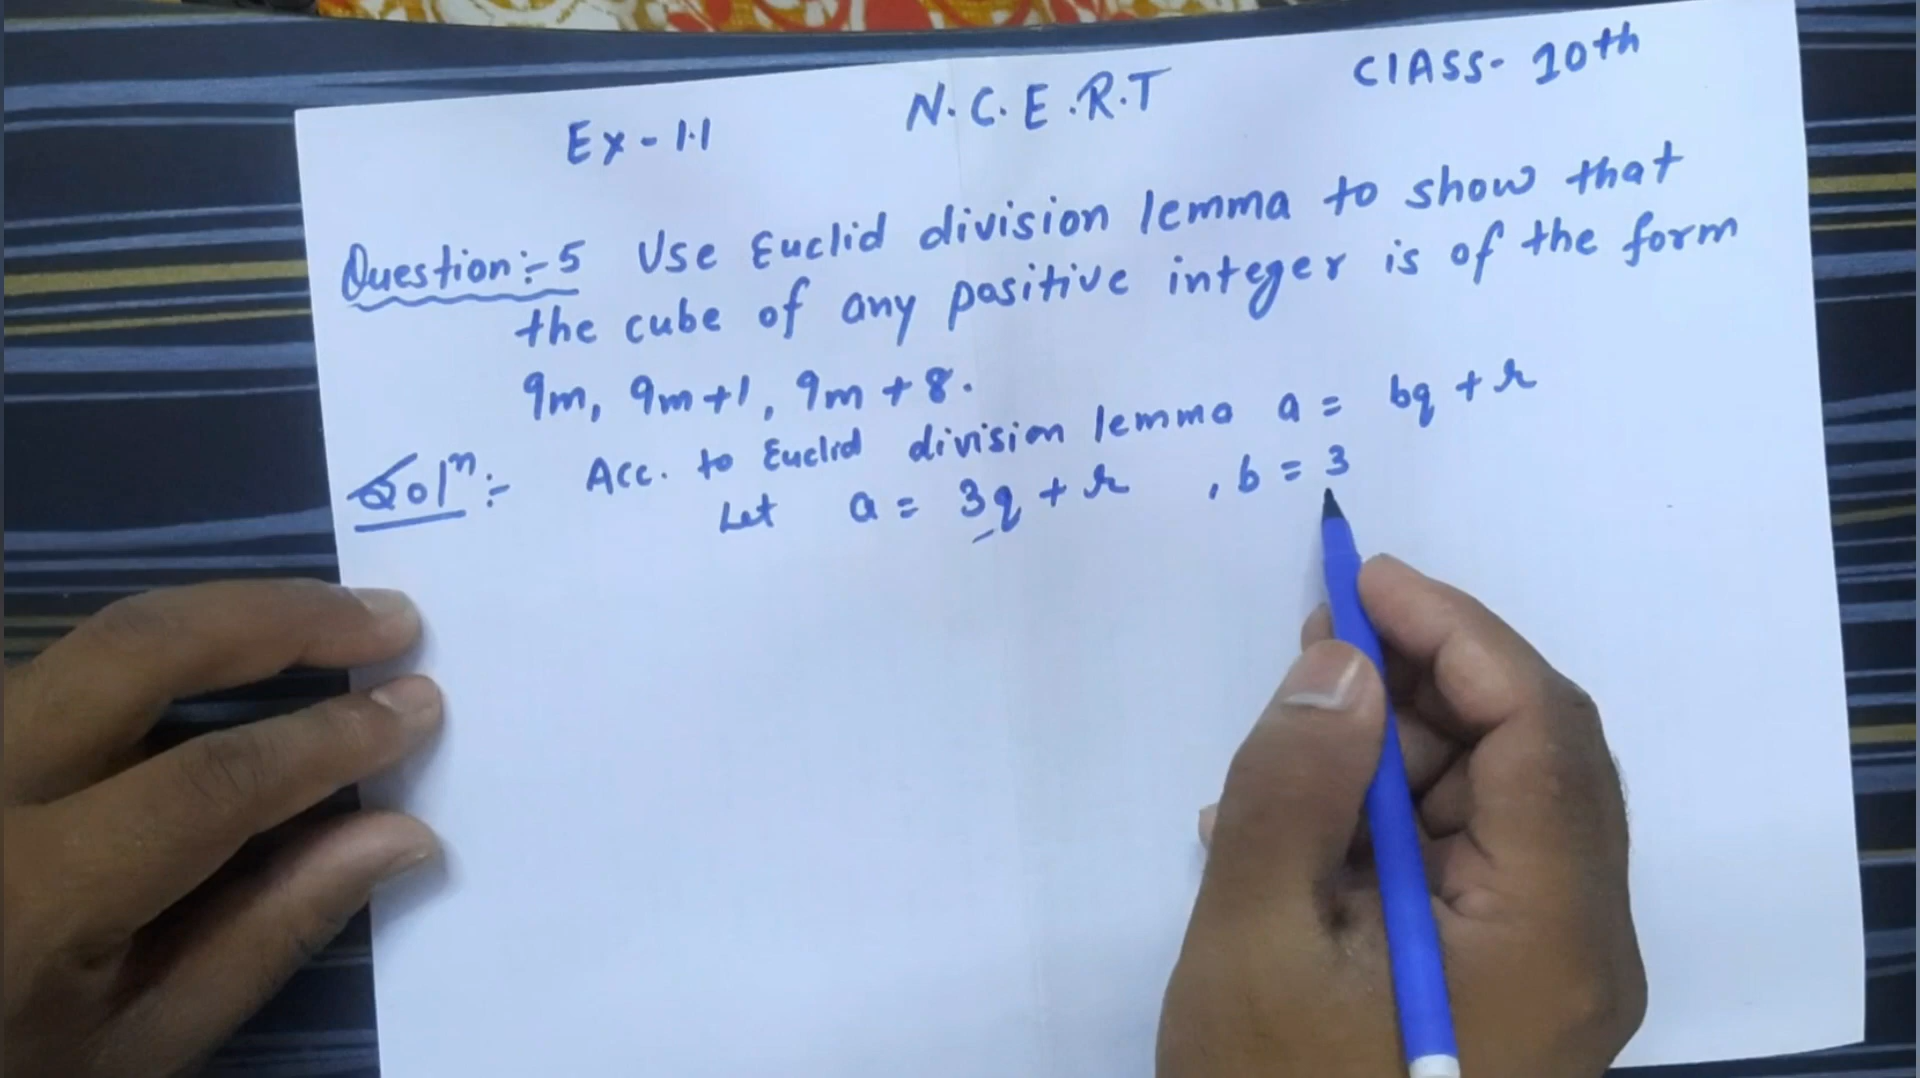 Ex - 1.1 N.C.E.R.T CLASS- 10th
Question:- 5 Use Euclid division lemma to show that
the cube of any positive integer is of the form
9m, 9m+1, 9m+8.
Solⁿ:- Acc. to Euclid division lemma a = bq + r
Let a = 3q + r , b = 3